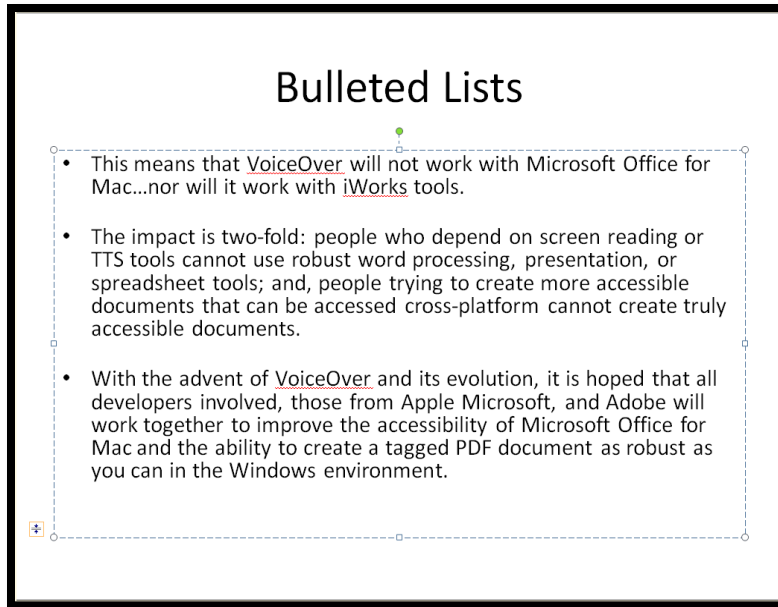 Bulleted Lists
• This means that VoiceOver will not work with Microsoft Office for
Mac...nor will it work with iWorks tools.
• The impact is two-fold: people who depend on screen reading or
TTS tools cannot use robust word processing, presentation, or
spreadsheet tools; and, people trying to create more accessible
documents that can be accessed cross-platform cannot create truly
accessible documents.
• With the advent of VoiceOver and its evolution, it is hoped that all
developers involved, those from Apple Microsoft, and Adobe will
work together to improve the accessibility of Microsoft Office for
Mac and the ability to create a tagged PDF document as robust as
you can in the Windows environment.